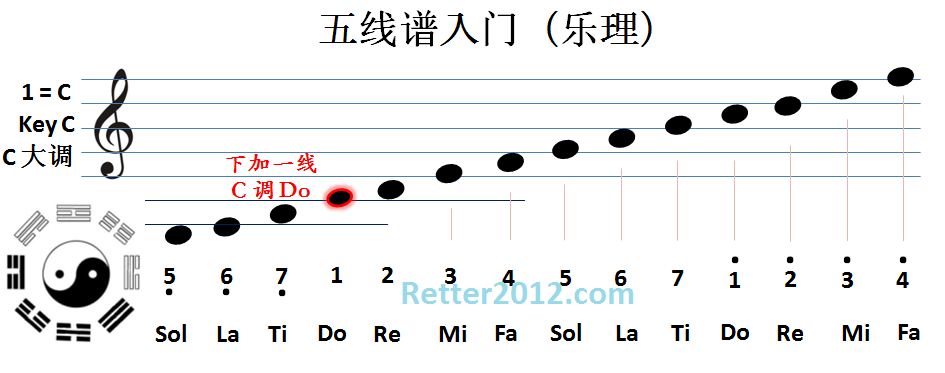 五线谱入门（乐理）
1 = C
Key C
C 大调
下加一线
C 调 Do
5 6 7 1 2 3 4 5 6 7 1 2 3 4
Retter2012.com
Sol La Ti Do Re Mi Fa Sol La Ti Do Re Mi Fa